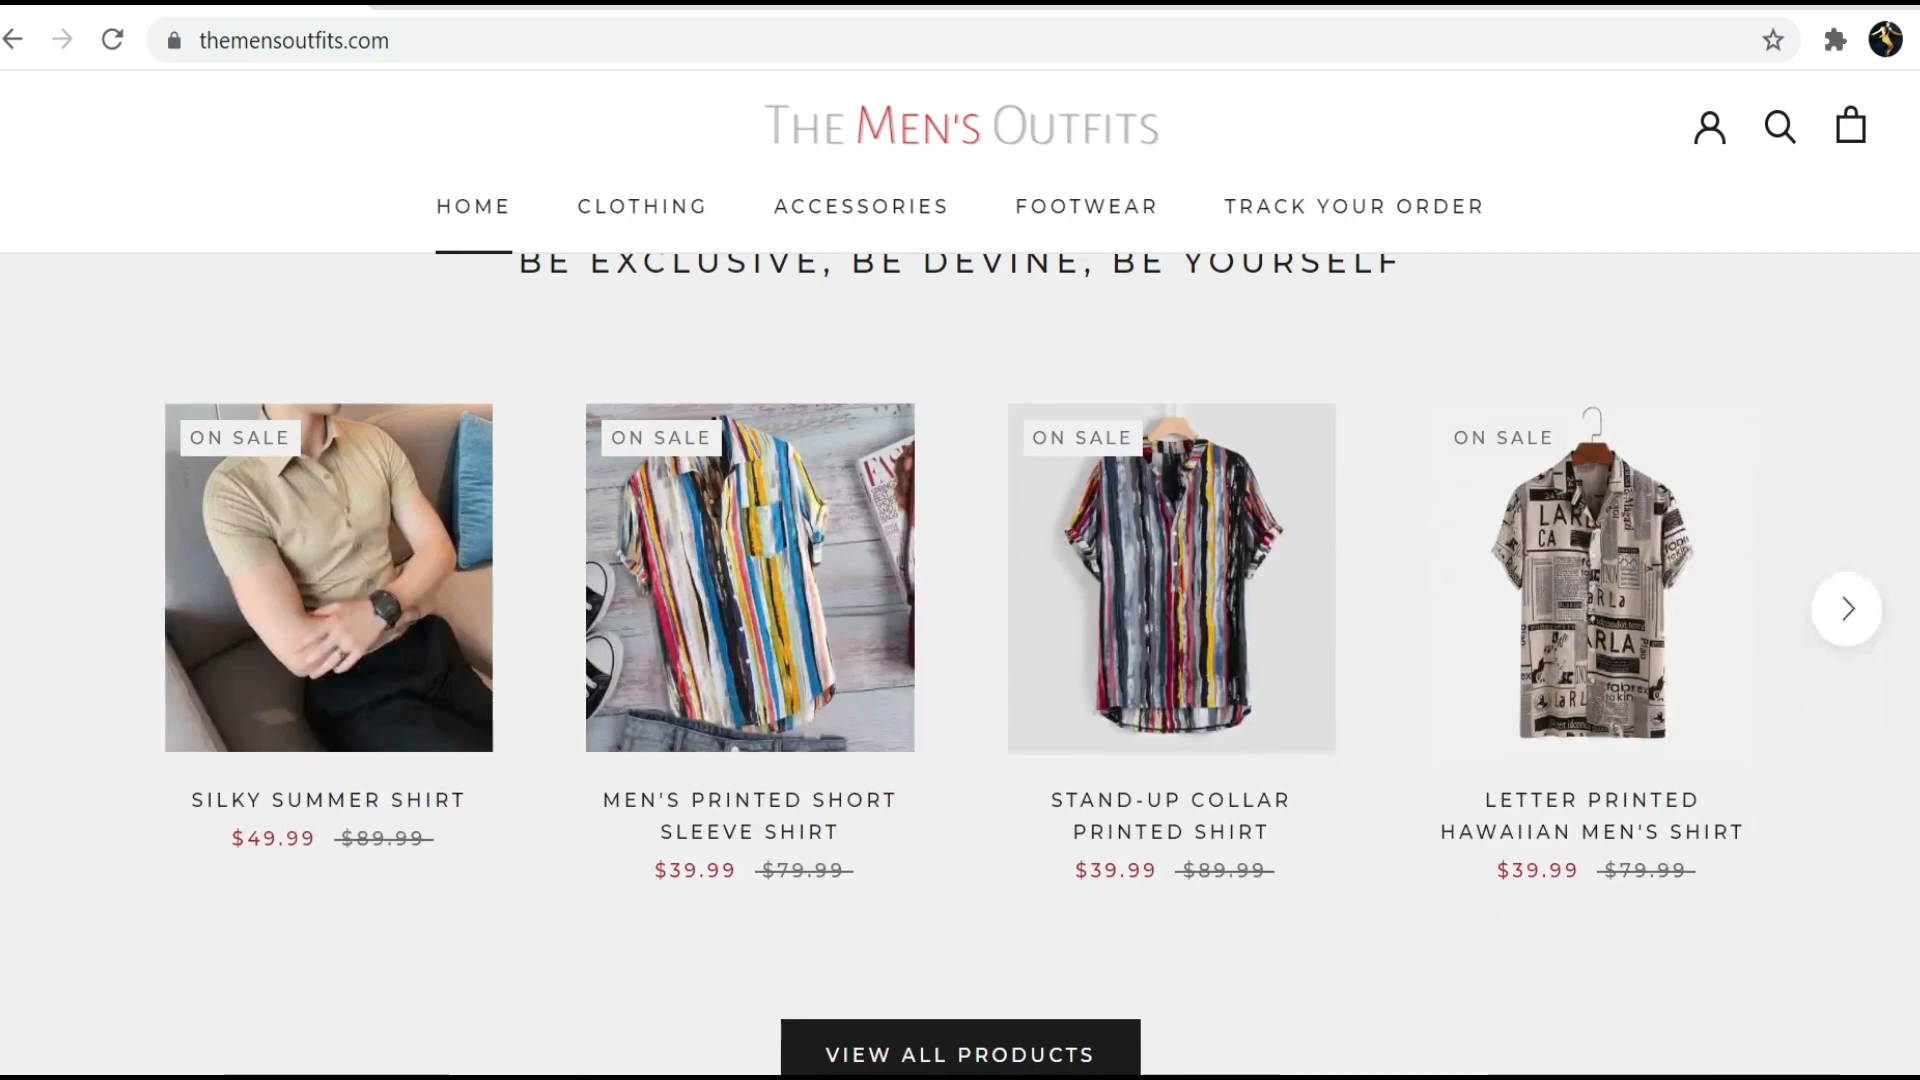 themensoutfits.com
THE MEN'S OUTFITS
HOME CLOTHING ACCESSORIES FOOTWEAR TRACK YOUR ORDER
BE EXCLUSIVE, BE DEVINE, BE YOURSELF
ON SALE
ON SALE
ON SALE
ON SALE
SILKY SUMMER SHIRT
$49.99 $89.99
MEN'S PRINTED SHORT
SLEEVE SHIRT
$39.99 $79.99
STAND-UP COLLAR
PRINTED SHIRT
$39.99 $89.99
LETTER PRINTED
HAWAIIAN MEN'S SHIRT
$39.99 $79.99
VIEW ALL PRODUCTS